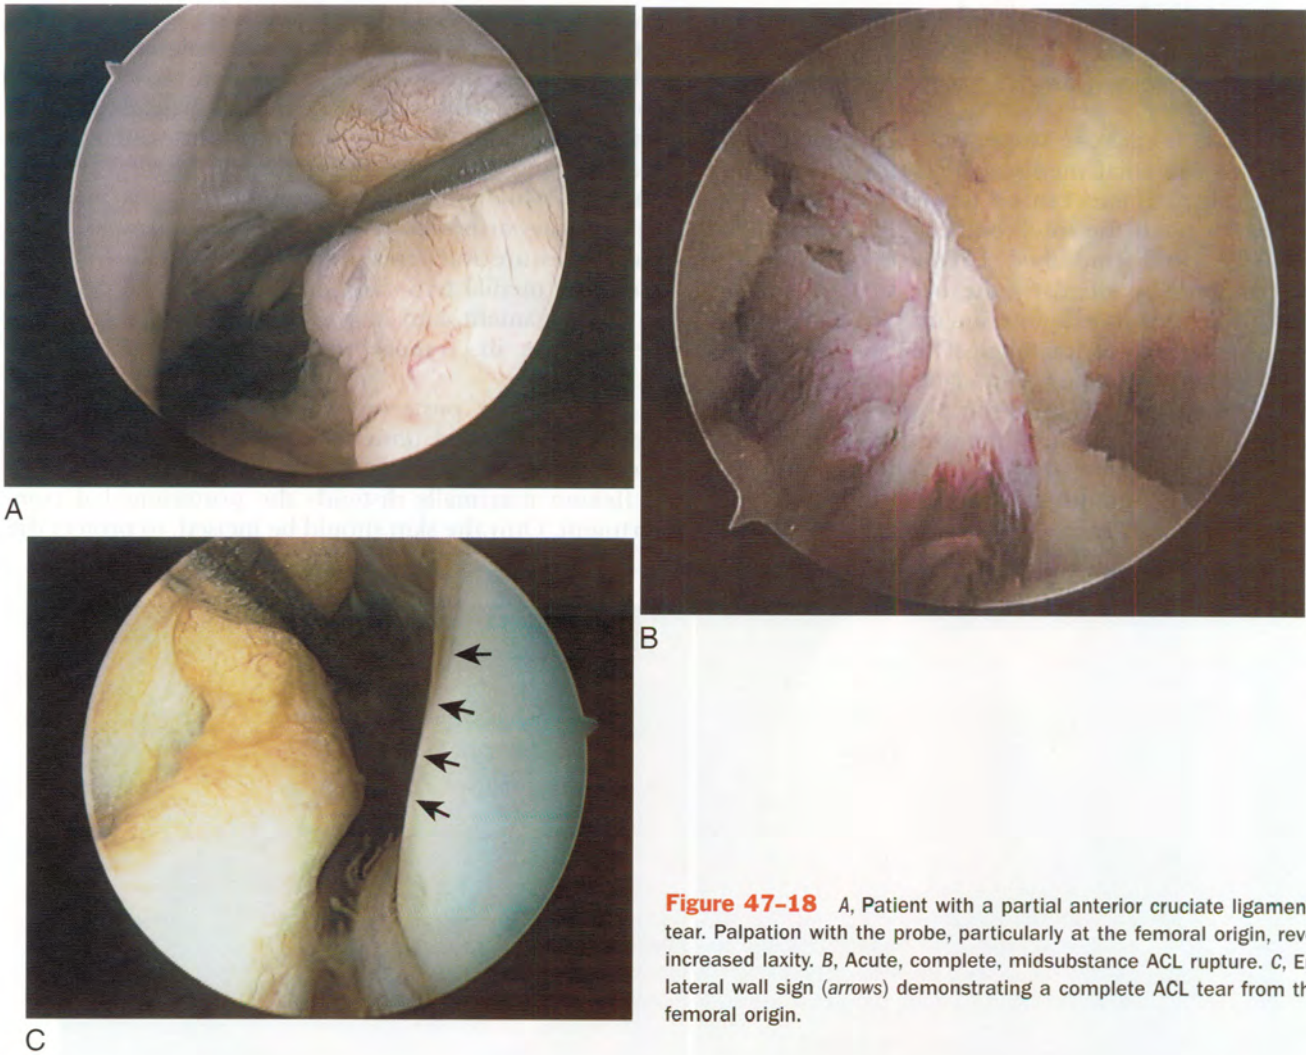 A
B
C
Figure 47-18 A, Patient with a partial anterior cruciate ligamen
tear. Palpation with the probe, particularly at the femoral origin, rev
increased laxity. B, Acute, complete, midsubstance ACL rupture. C, E
lateral wall sign (arrows) demonstrating a complete ACL tear from th
femoral origin.